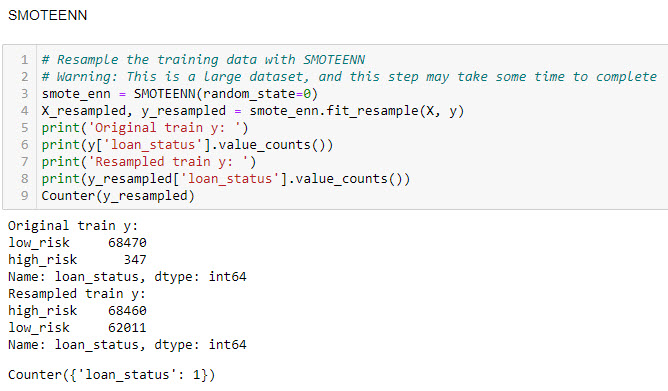 SMOTEENN
1 # Resample the training data with SMOTEENN
2 # Warning: This is a large dataset, and this step may take some time to complete
3 smote_enn = SMOTEENN(random_state=0)
4 X_resampled, y_resampled = smote_enn.fit_resample(X, y)
5 print('Original train y: ')
6 print(y['loan_status'].value_counts())
7 print('Resampled train y: ')
8 print(y_resampled['loan_status'].value_counts())
9 Counter(y_resampled)
Original train y:
low_risk     68470
high_risk      347
Name: loan_status, dtype: int64
Resampled train y:
high_risk    68460
low_risk     62011
Name: loan_status, dtype: int64
Counter({'loan_status': 1})